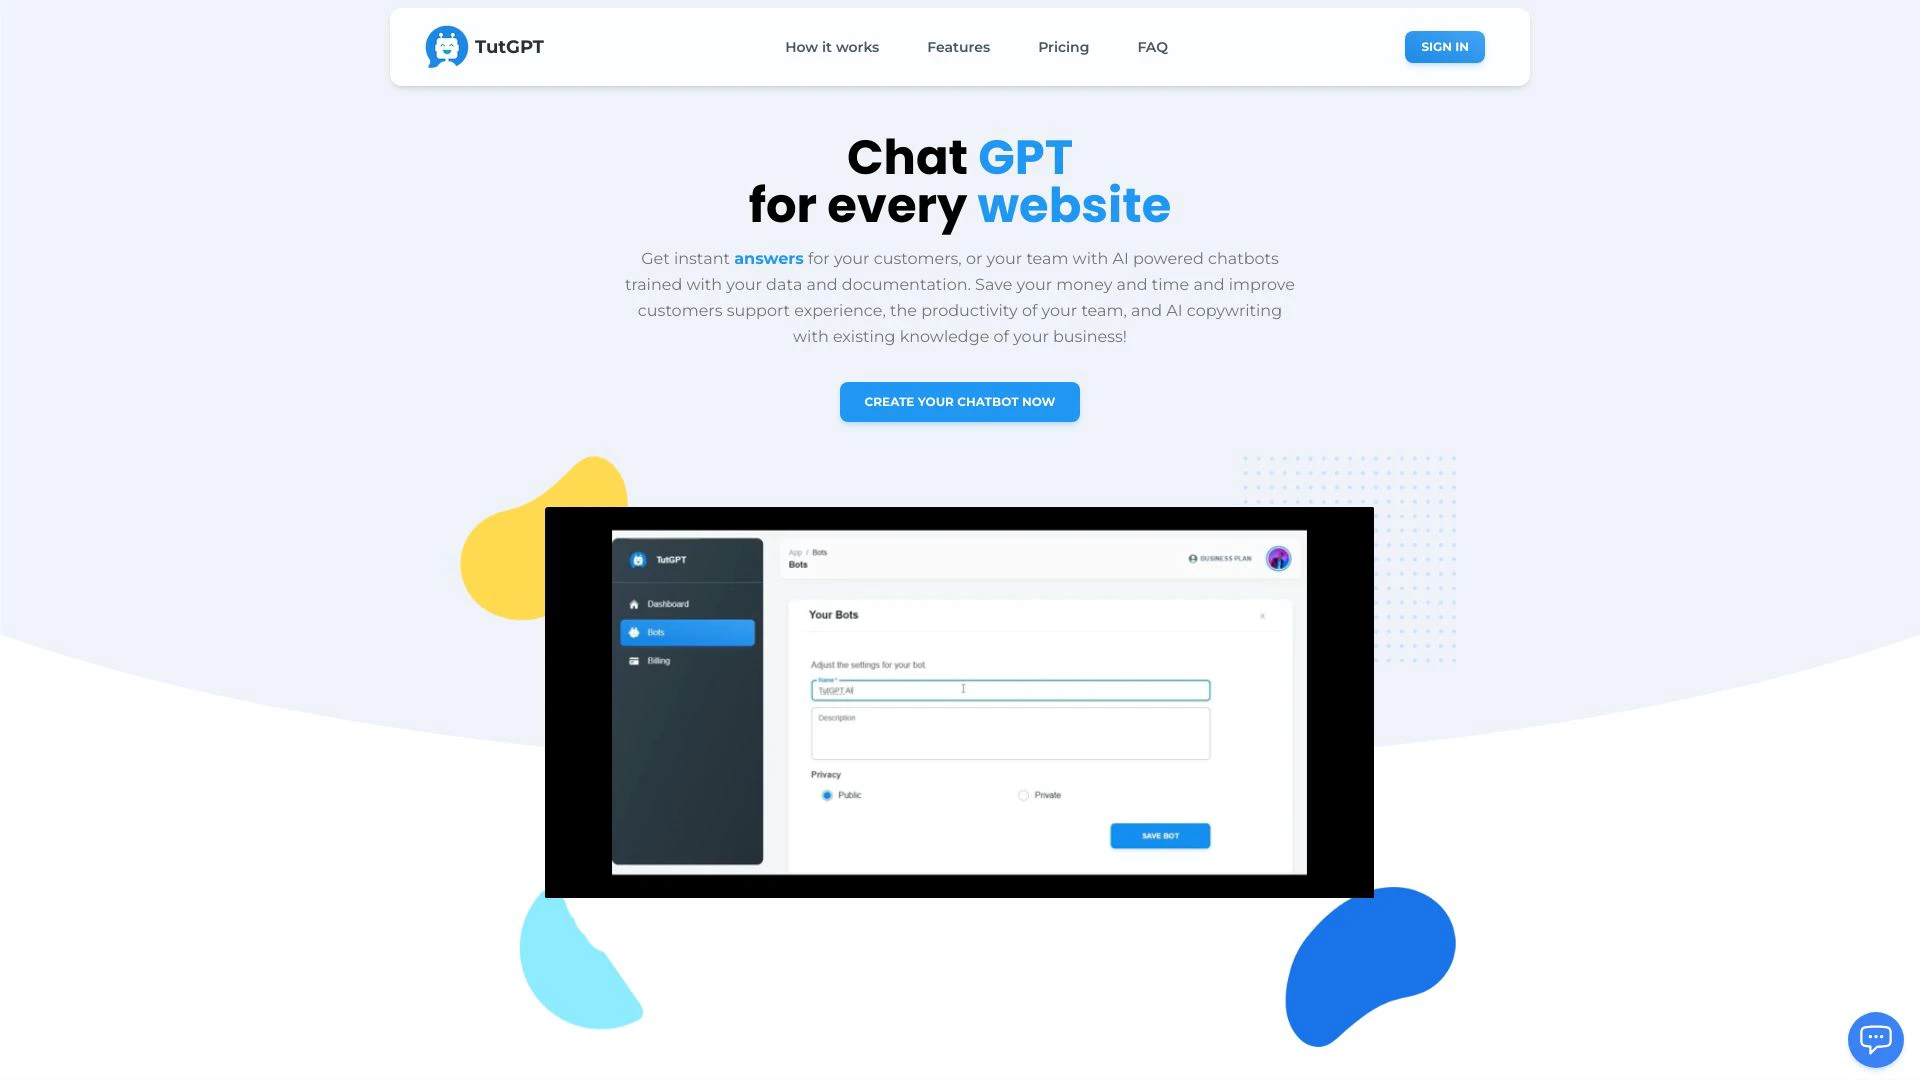 TutGPT
How it works
Features
Pricing
FAQ
SIGN IN
Chat GPT
for every website
Get instant answers for your customers, or your team with AI powered chatbots
trained with your data and documentation. Save your money and time and improve
customers support experience, the productivity of your team, and AI copywriting
with existing knowledge of your business!
CREATE YOUR CHATBOT NOW
TutGPT
Dashboard
Bots
Billing
App / Bots
Bots
BUSINESS PLAN
Your Bots
x
Adjust the settings for your bot.
Name *
TutGPT AI
Description
Privacy
Public
Private
SAVE BOT